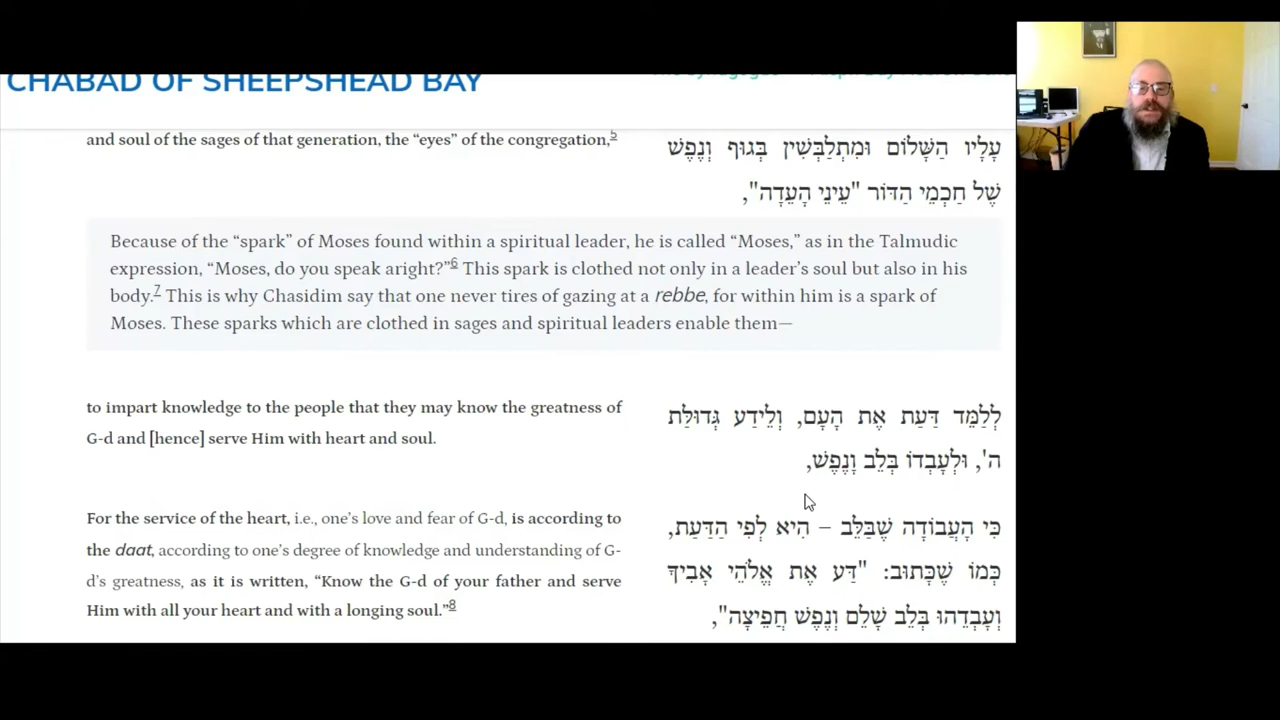 CHABAD OF SHEEPSHEAD BAY
and soul of the sages of that generation, the “eyes” of the congregation,5
עָלָיו הַשָּׁלוֹם וּמִתְלַבְּשִׁין בְּגוּף וְנֶפֶשׁ
שֶׁל חַכְמֵי הַדּוֹר "עֵינֵי הָעֵדָה",
Because of the “spark” of Moses found within a spiritual leader, he is called “Moses,” as in the Talmudic
expression, “Moses, do you speak aright?”6 This spark is clothed not only in a leader’s soul but also in his
body.7 This is why Chasidim say that one never tires of gazing at a rebbe, for within him is a spark of
Moses. These sparks which are clothed in sages and spiritual leaders enable them—
to impart knowledge to the people that they may know the greatness of
G-d and [hence] serve Him with heart and soul.
לְלַמֵּד דַּעַת אֶת הָעָם, וְלֵידַע גְּדוּלַּת
ה', וּלְעָבְדוֹ בְּלֵב וָנֶפֶשׁ,
For the service of the heart, i.e., one’s love and fear of G-d, is according to
the daat, according to one’s degree of knowledge and understanding of G-
d’s greatness, as it is written, “Know the G-d of your father and serve
Him with all your heart and with a longing soul.”8
כִּי הָעֲבוֹדָה שֶׁבַּלֵּב – הִיא לְפִי הַדַּעַת,
כְּמוֹ שֶׁכָּתוּב: "דַּע אֶת אֱלֹהֵי אָבִיךָ
וְעָבְדֵהוּ בְּלֵב שָׁלֵם וְנֶפֶשׁ חֲפֵיצָה",